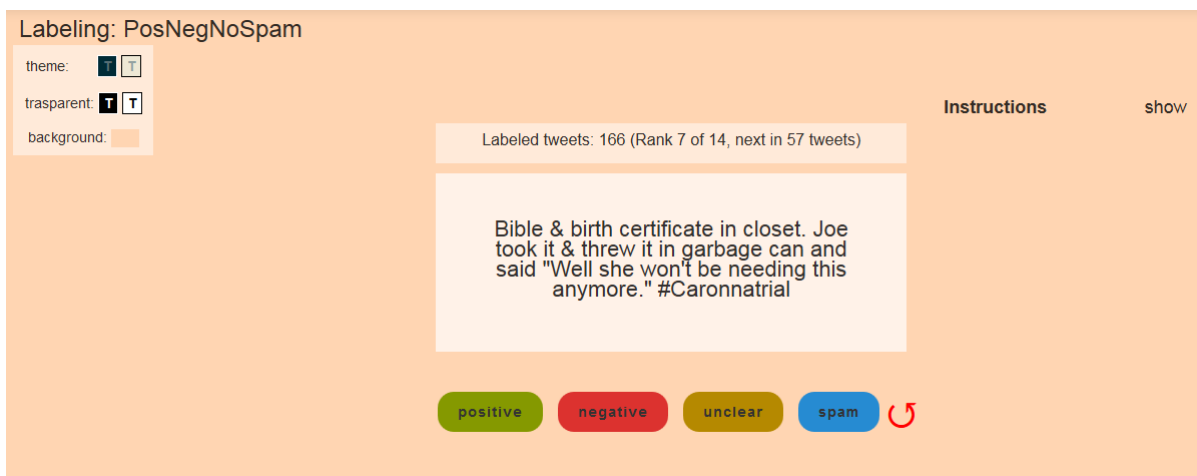 Labeling: PosNegNoSpam
theme: T T
trasparent: T T
background:
Instructions show
Labeled tweets: 166 (Rank 7 of 14, next in 57 tweets)
Bible & birth certificate in closet. Joe
took it & threw it in garbage can and
said "Well she won't be needing this
anymore." #Caronnatrial
positive negative unclear spam